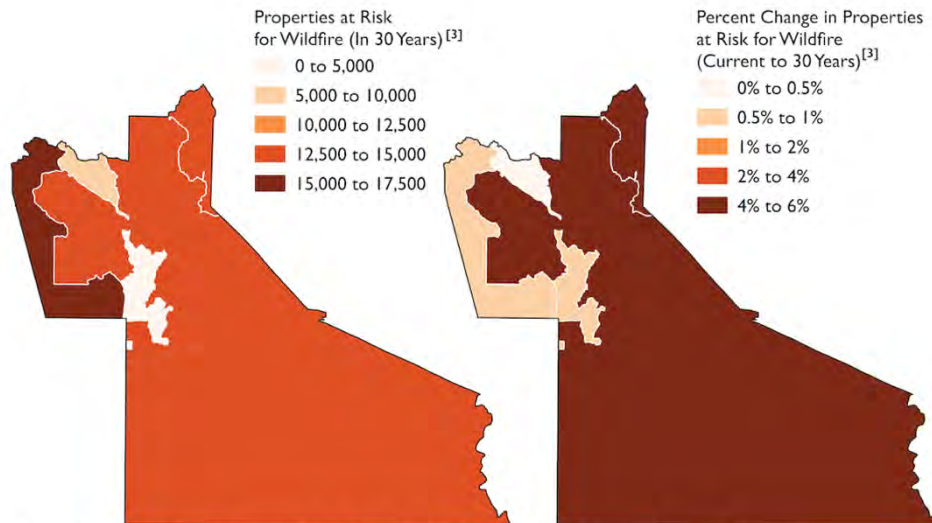 Properties at Risk
for Wildfire (In 30 Years)[3]
0 to 5,000
5,000 to 10,000
10,000 to 12,500
12,500 to 15,000
15,000 to 17,500
Percent Change in Properties
at Risk for Wildfire
(Current to 30 Years)[3]
0% to 0.5%
0.5% to 1%
1% to 2%
2% to 4%
4% to 6%